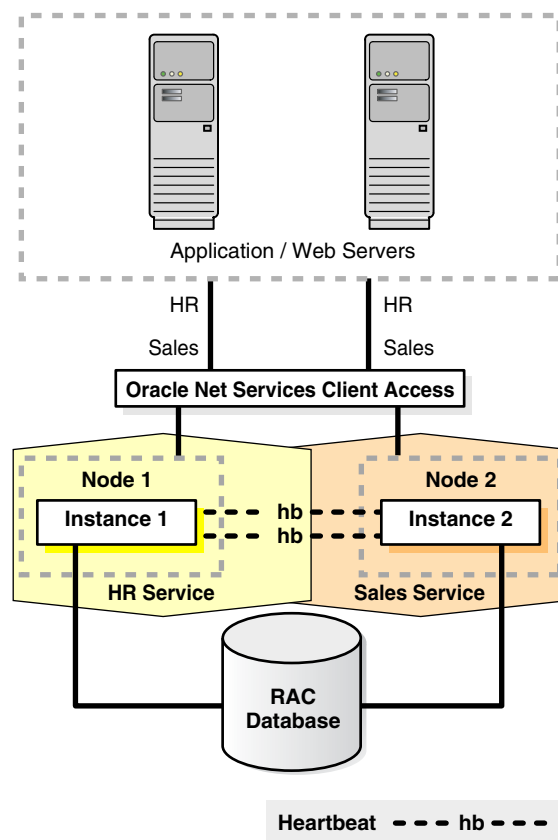 Application / Web Servers
HR
HR
Sales
Sales
Oracle Net Services Client Access
Node 1
Node 2
Instance 1
hb
Instance 2
hb
HR Service
Sales Service
RAC
Database
Heartbeat
hb